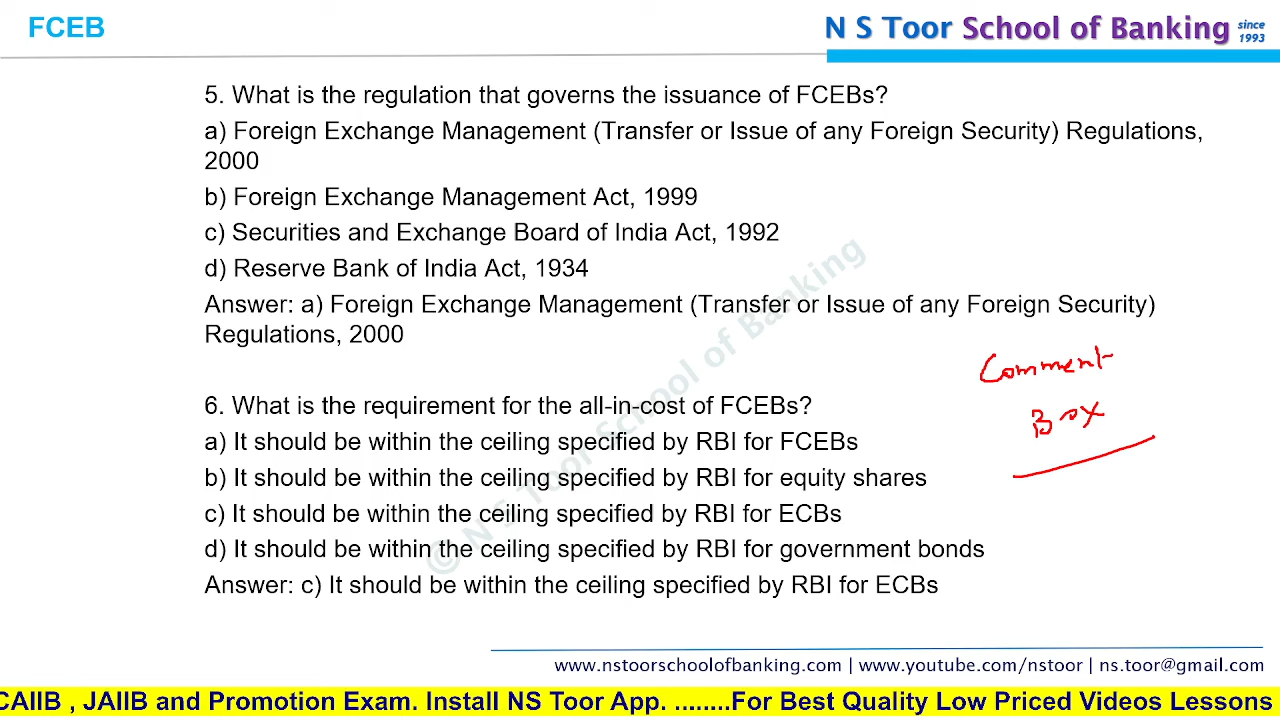 FCEB
N S Toor School of Banking since 1993
5. What is the regulation that governs the issuance of FCEBs?
a) Foreign Exchange Management (Transfer or Issue of any Foreign Security) Regulations,
2000
b) Foreign Exchange Management Act, 1999
c) Securities and Exchange Board of India Act, 1992
d) Reserve Bank of India Act, 1934
Answer: a) Foreign Exchange Management (Transfer or Issue of any Foreign Security)
Regulations, 2000
Comment
Box
6. What is the requirement for the all-in-cost of FCEBs?
a) It should be within the ceiling specified by RBI for FCEBs
b) It should be within the ceiling specified by RBI for equity shares
c) It should be within the ceiling specified by RBI for ECBs
d) It should be within the ceiling specified by RBI for government bonds
Answer: c) It should be within the ceiling specified by RBI for ECBs
© N S Toor School of Banking
www.nstoorschoolofbanking.com | www.youtube.com/nstoor | ns.toor@gmail.com
CAIIB , JAIIB and Promotion Exam. Install NS Toor App. ........For Best Quality Low Priced Videos Lessons